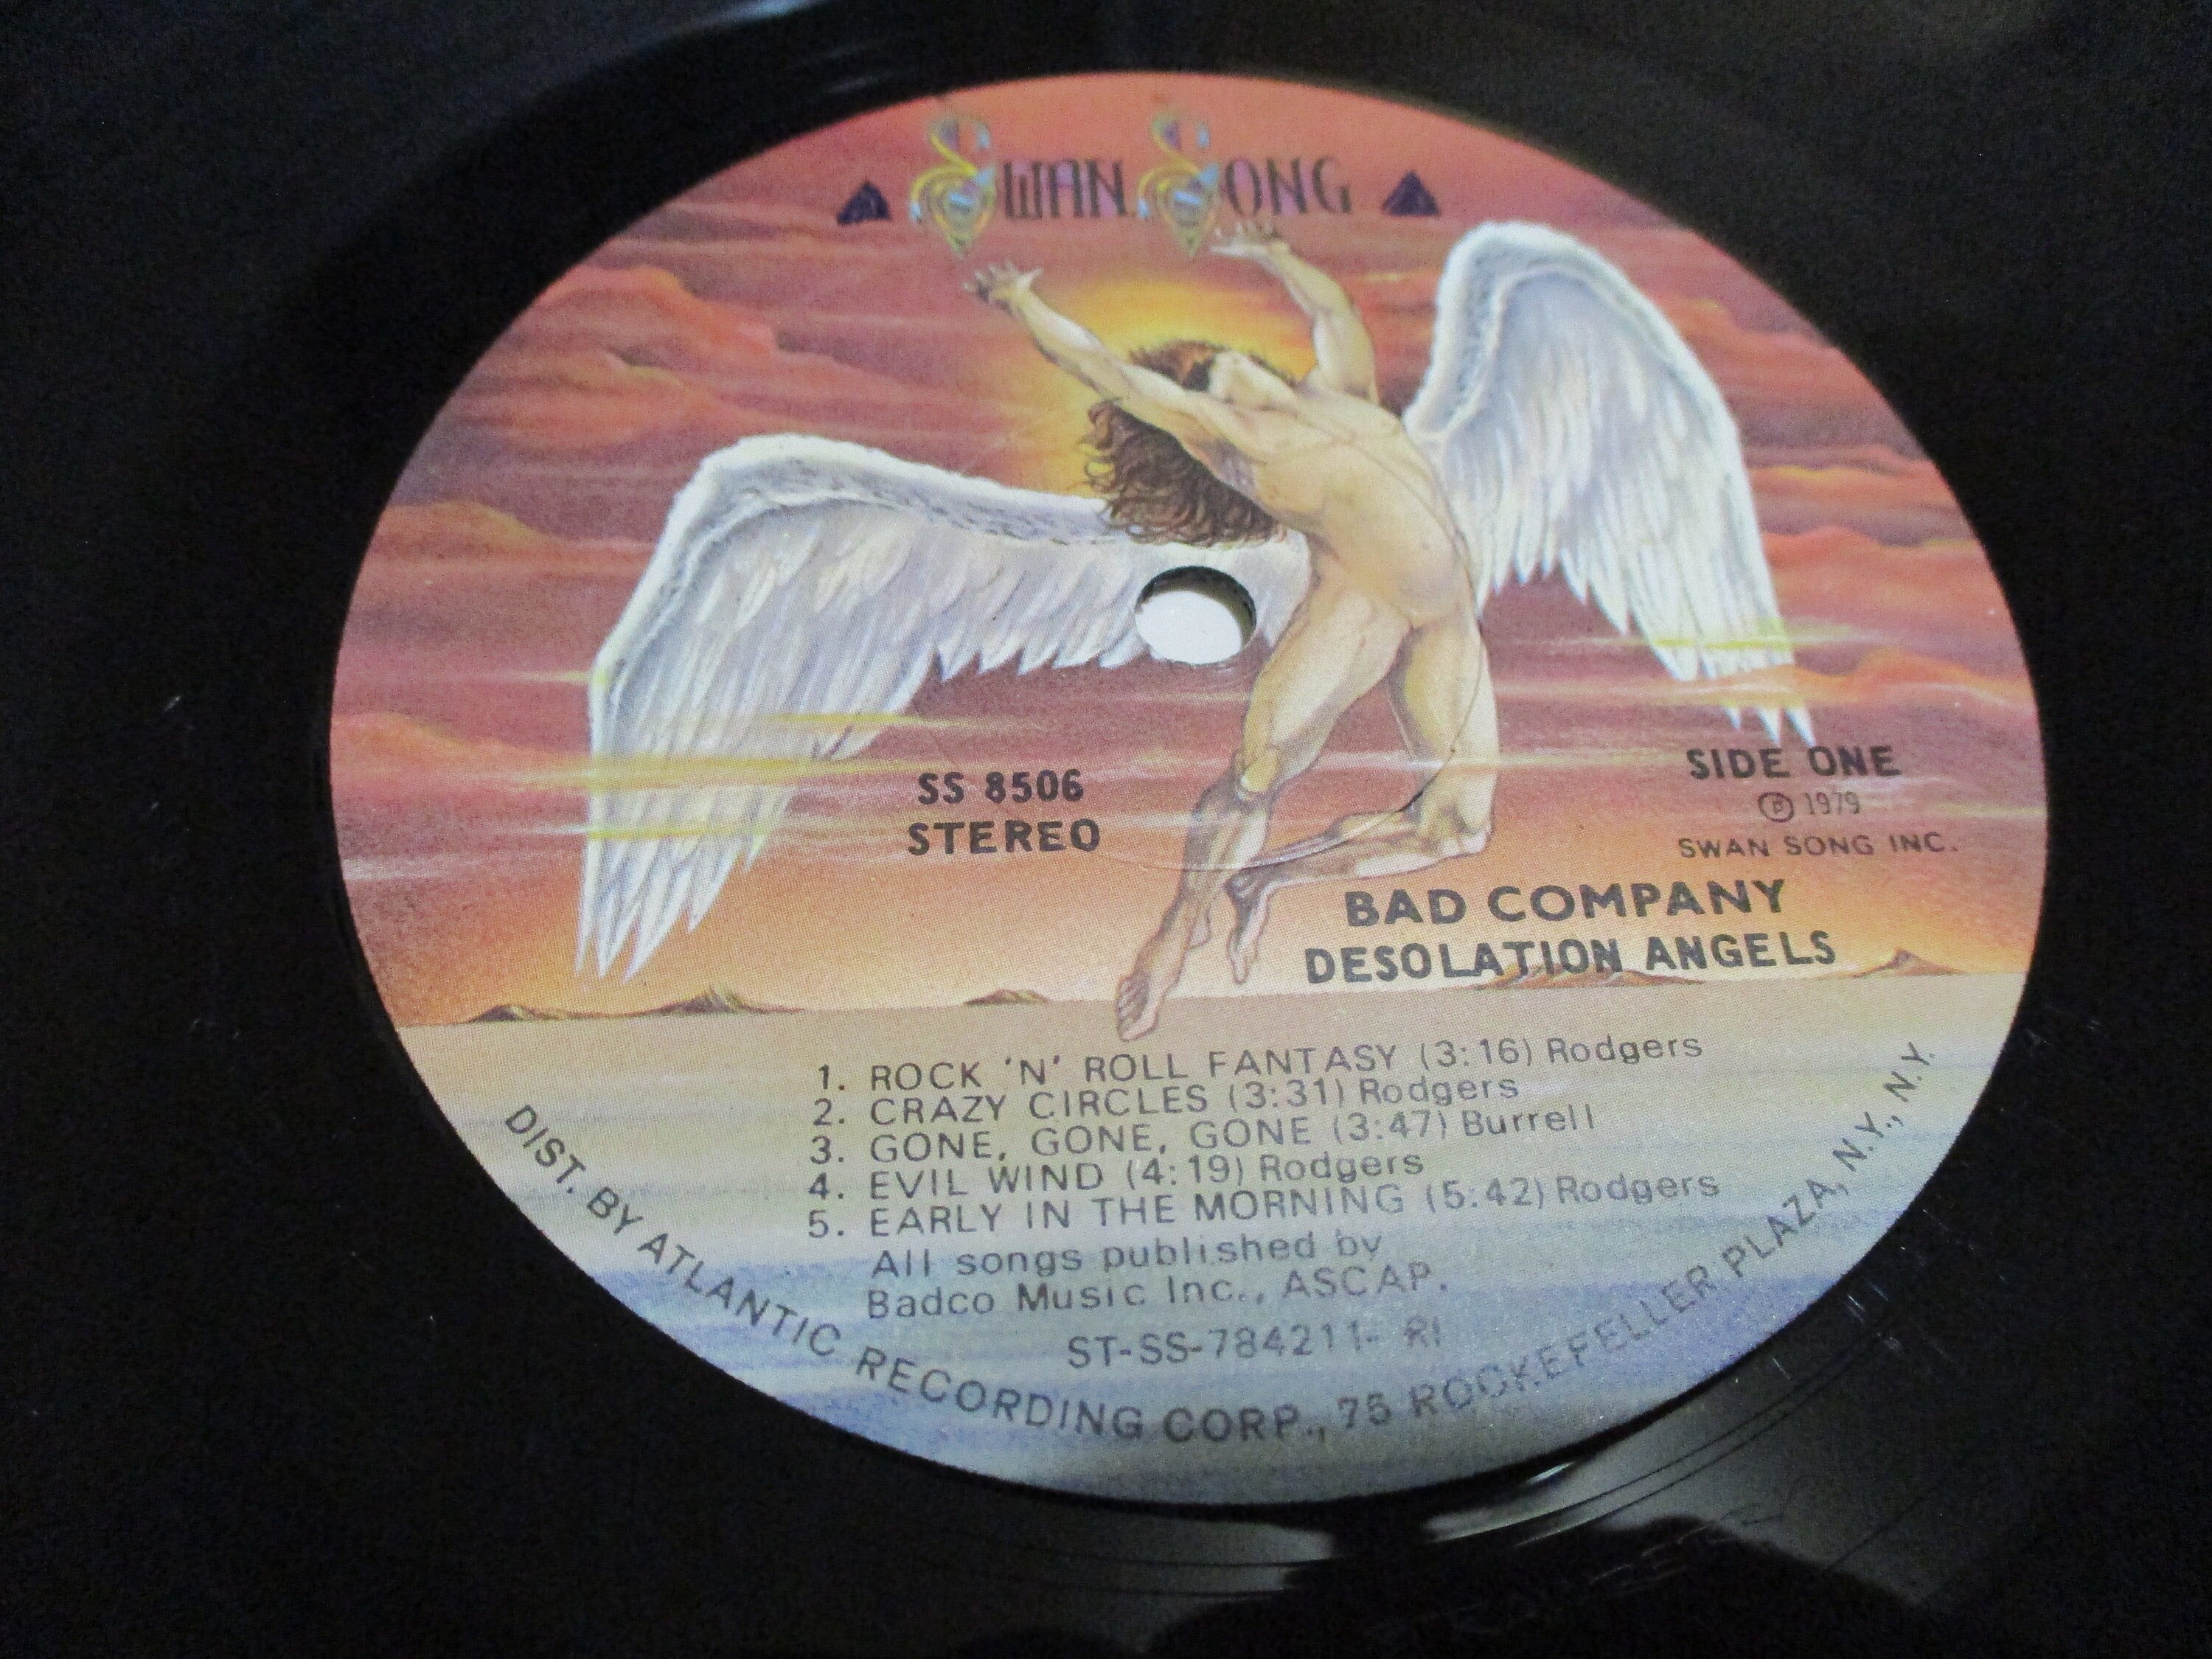 SWAN SONG
SS 8506
STEREO
SIDE ONE
Ⓟ 1979
SWAN SONG INC.
BAD COMPANY
DESOLATION ANGELS
1. ROCK 'N' ROLL FANTASY (3:16) Rodgers
2. CRAZY CIRCLES (3:31) Rodgers
3. GONE, GONE, GONE (3:47) Burrell
4. EVIL WIND (4:19) Rodgers
5. EARLY IN THE MORNING (5:42) Rodgers
All songs published by
Badco Music Inc., ASCAP.
ST-SS-784211- RI
DIST. BY ATLANTIC RECORDING CORP., 75 ROCKEFELLER PLAZA, N.Y., N.Y.